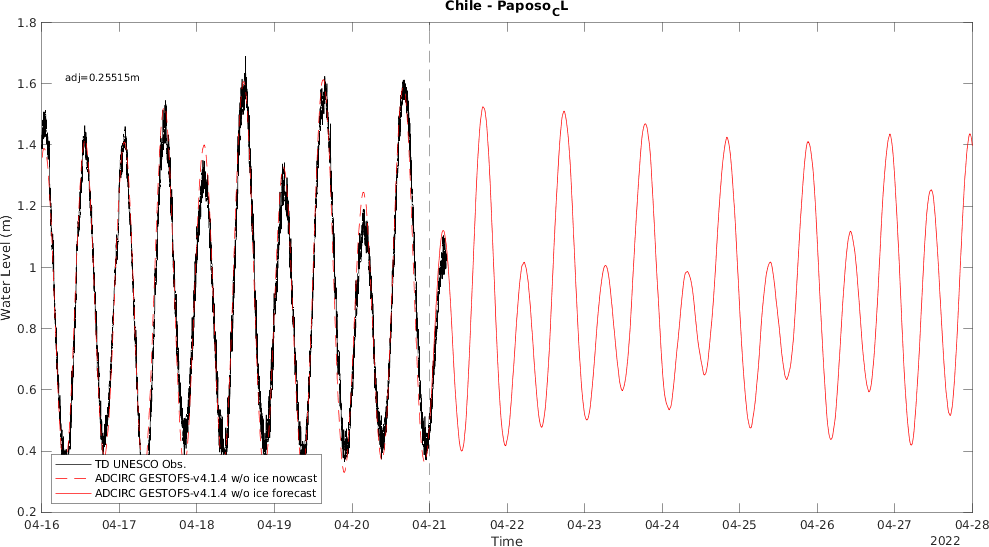 Chile - Paposo_CL
1.8
1.6
1.4
1.2
1
0.8
0.6
0.4
0.2
Water Level (m)
adj=0.25515m
TD UNESCO Obs.
ADCIRC GESTOFS-v4.1.4 w/o ice nowcast
ADCIRC GESTOFS-v4.1.4 w/o ice forecast
04-16 04-17 04-18 04-19 04-20 04-21 04-22 04-23 04-24 04-25 04-26 04-27 04-28
Time
2022